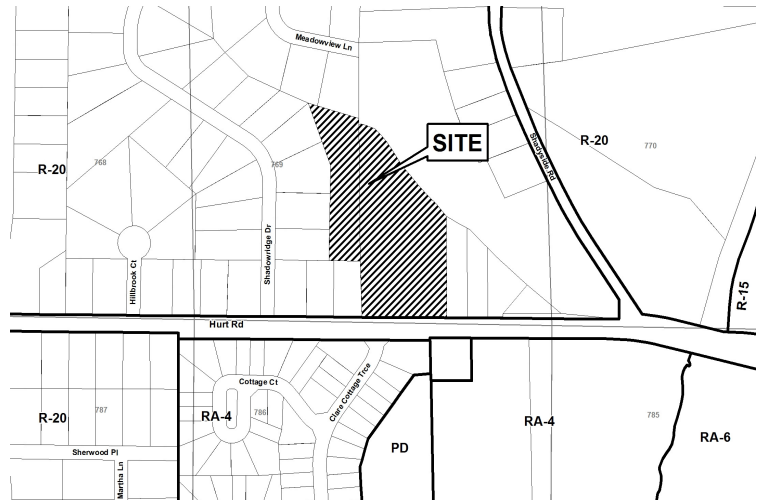 Meadowview Ln
SITE
R-20
770
Shadyside Rd
768
769
R-20
Shadowridge Dr
Hillbrook Ct
R-15
Hurt Rd
Clare Cottage Trce
Cottage Ct
R-20
787
RA-4
786
RA-4
785
RA-6
PD
Sherwood Pl
Martha Ln